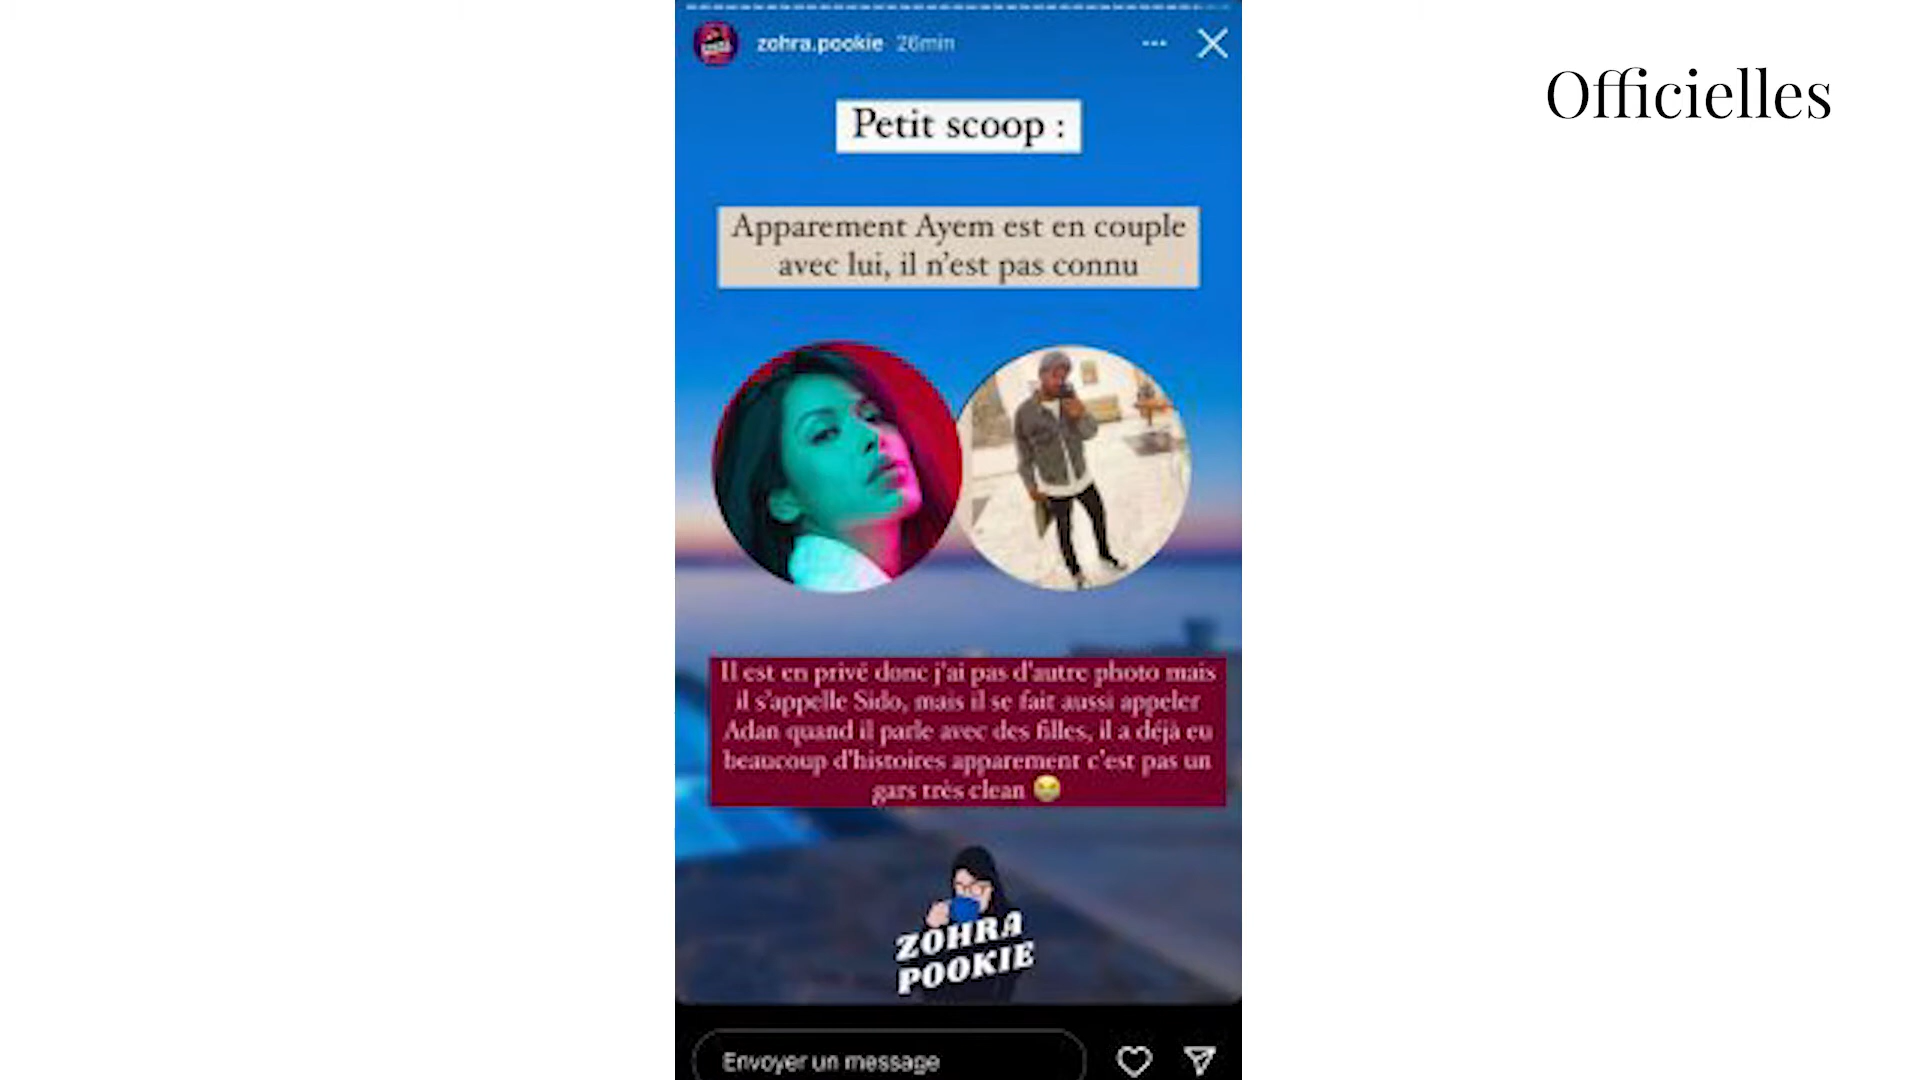 zohra.pookie 26min
Officielles
Petit scoop :
Apparement Ayem est en couple
avec lui, il n'est pas connu
Il est en privé donc j'ai pas d'autre photo mais
il s'appelle Sido, mais il se fait aussi appeler
Adan quand il parle avec des filles, il a déjà eu
beaucoup d'histoires apparement c'est pas un
gars très clean 😂
ZOHRA
POOKIE
Envoyer un message